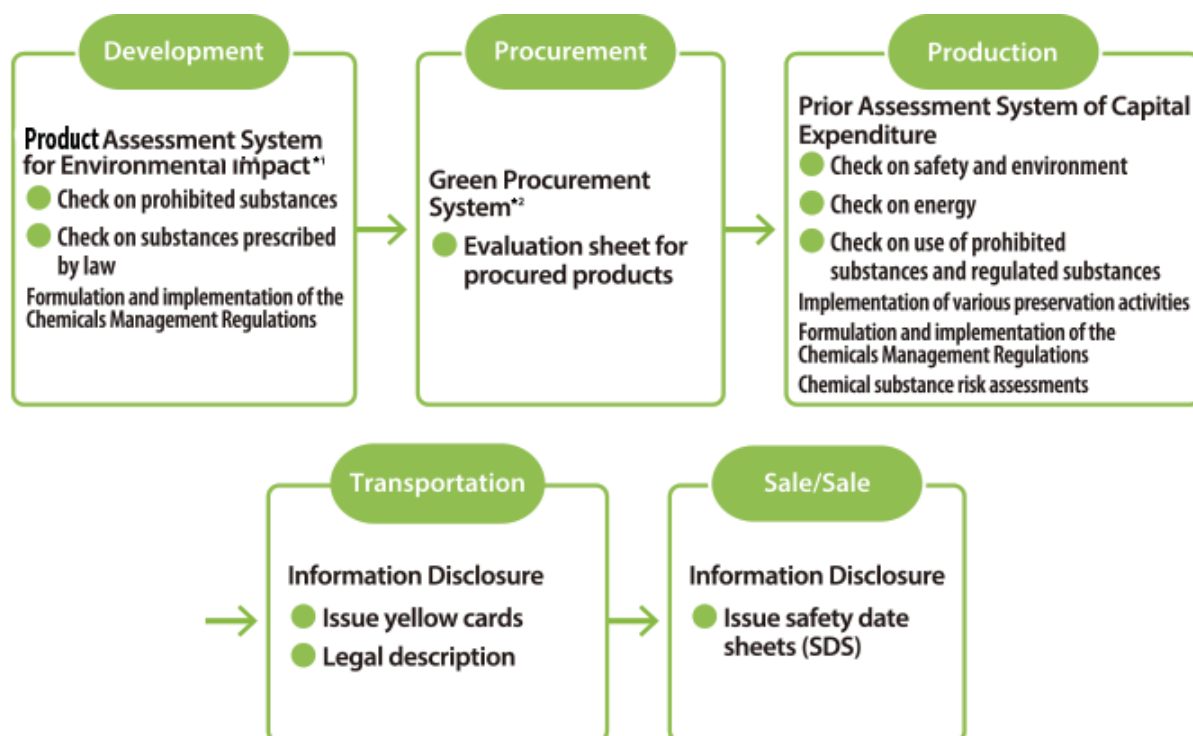 Development
Product Assessment System
for Environmental Impact*1
Check on prohibited substances
Check on substances prescribed
by law
Formulation and implementation of the
Chemicals Management Regulations
Procurement
Green Procurement
System*2
Evaluation sheet for
procured products
Production
Prior Assessment System of Capital
Expenditure
Check on safety and environment
Check on energy
Check on use of prohibited
substances and regulated substances
Implementation of various preservation activities
Formulation and implementation of the
Chemicals Management Regulations
Chemical substance risk assessments
Transportation
Information Disclosure
Issue yellow cards
Legal description
Sale/Sale
Information Disclosure
Issue safety date
sheets (SDS)